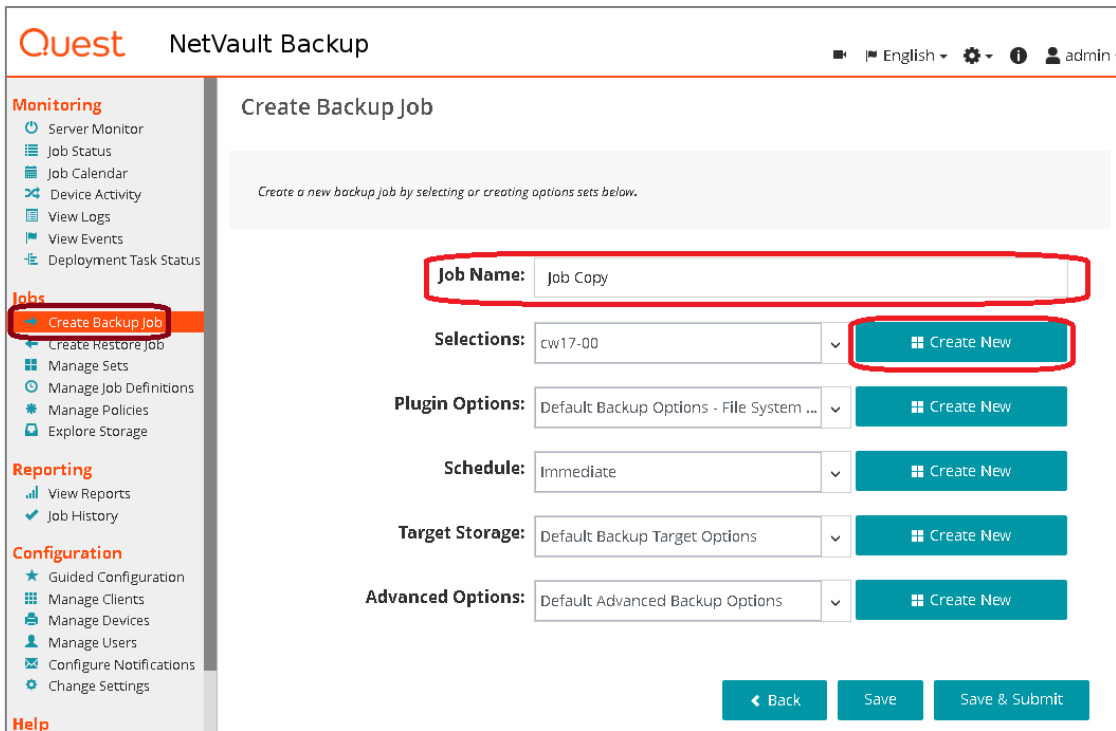 Quest NetVault Backup
English admin
Monitoring
Server Monitor
Job Status
Job Calendar
Device Activity
View Logs
View Events
Deployment Task Status
Jobs
Create Backup Job
Create Restore Job
Manage Sets
Manage Job Definitions
Manage Policies
Explore Storage
Reporting
View Reports
Job History
Configuration
Guided Configuration
Manage Clients
Manage Devices
Manage Users
Configure Notifications
Change Settings
Help
Create Backup Job
Create a new backup job by selecting or creating options sets below.
Job Name: Job Copy
Selections: cw17-00 Create New
Plugin Options: Default Backup Options - File System ... Create New
Schedule: Immediate Create New
Target Storage: Default Backup Target Options Create New
Advanced Options: Default Advanced Backup Options Create New
Back Save Save & Submit